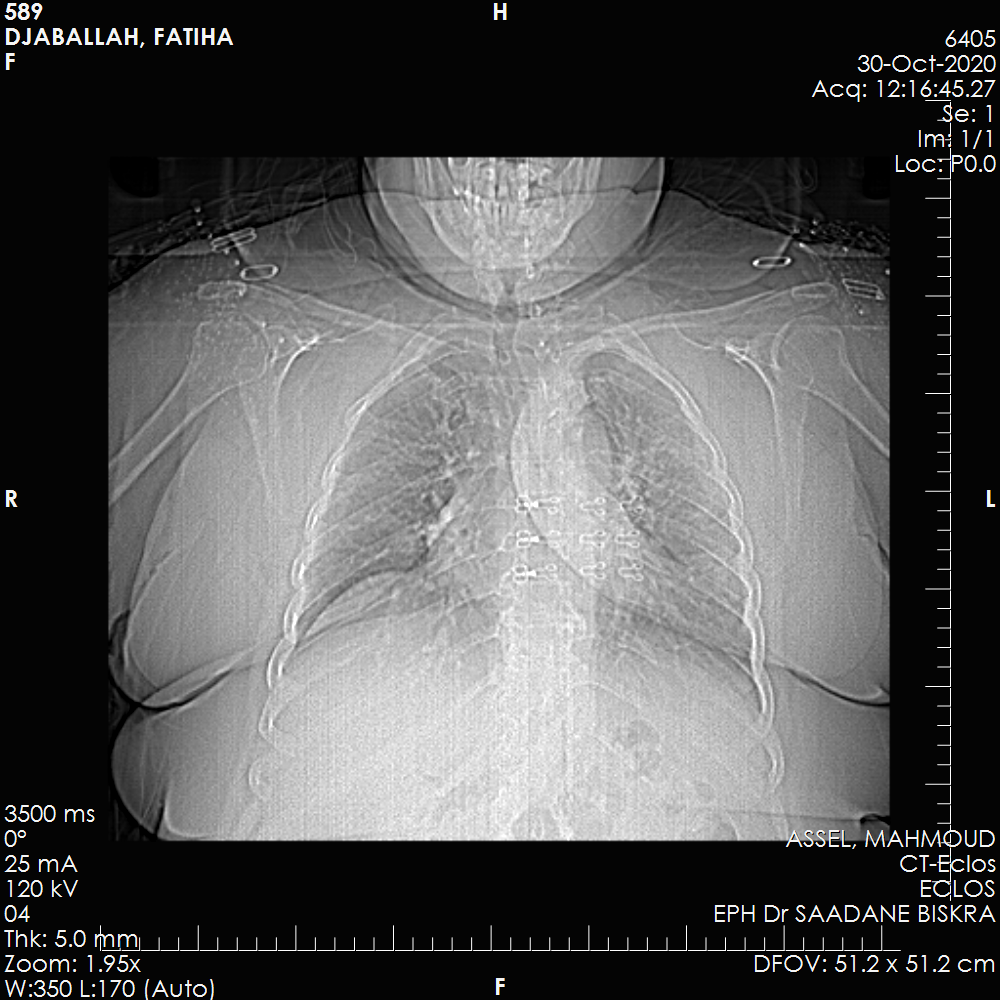 589
DJABALLAH, FATIHA
F
H
6405
30-Oct-2020
Acq: 12:16:45.27
Se: 1
Im: 1/1
Loc: P0.0
R
L
3500 ms
0°
25 mA
120 kV
04
Thk: 5.0 mm
Zoom: 1.95x
W:350 L:170 (Auto)
F
ASSEL, MAHMOUD
CT-Eclos
ECLOS
EPH Dr SAADANE BISKRA
DFOV: 51.2 x 51.2 cm